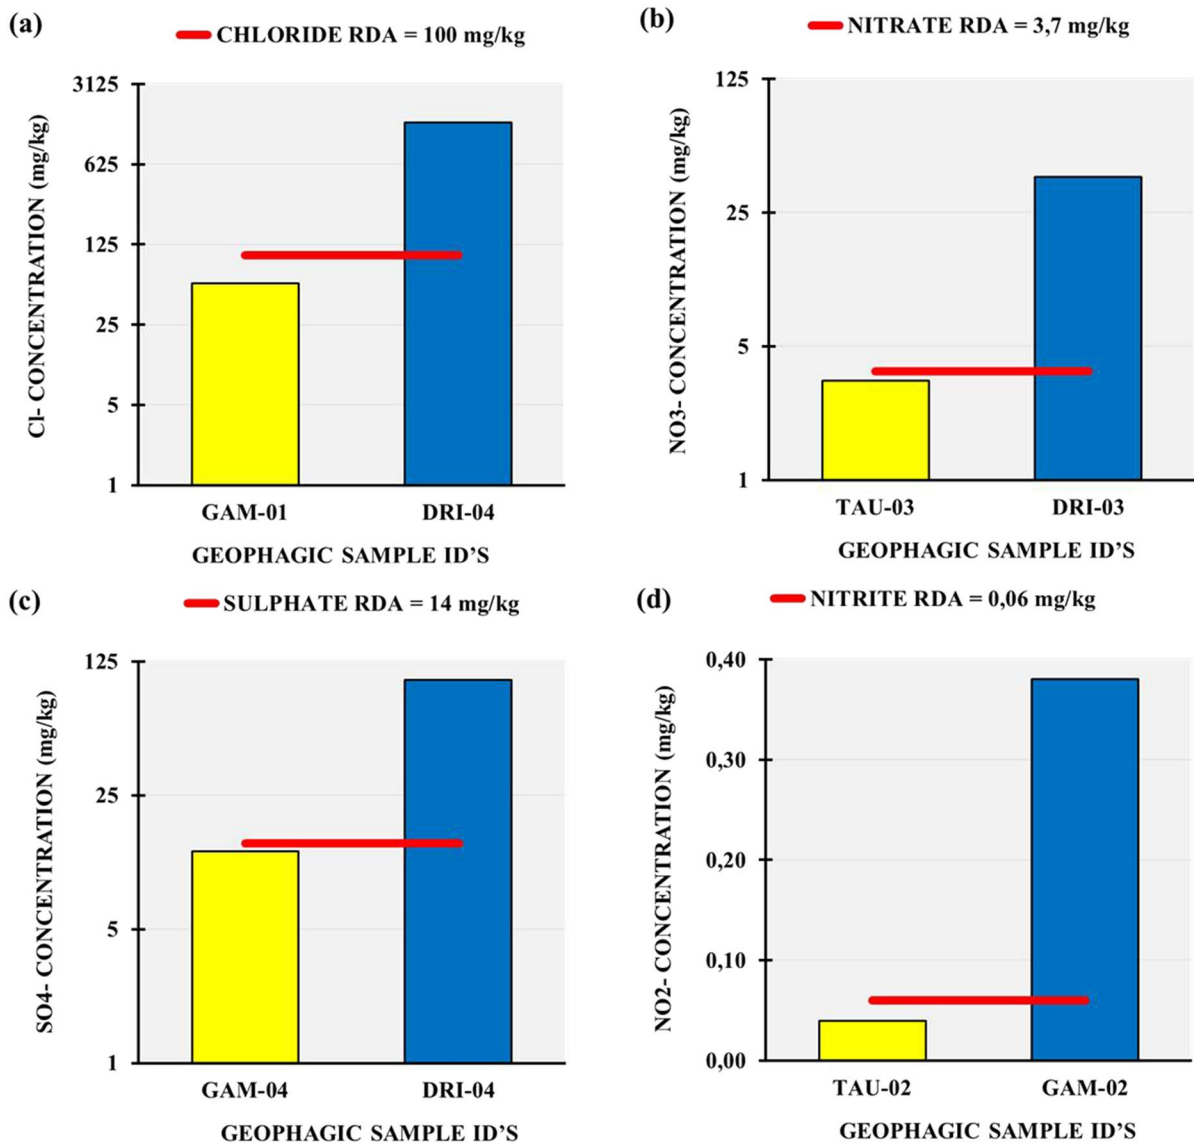 (a)
CHLORIDE RDA = 100 mg/kg
3125
625
125
25
5
1
Cl- CONCENTRATION (mg/kg)
GAM-01 DRI-04
GEOPHAGIC SAMPLE ID’S
(b)
NITRATE RDA = 3,7 mg/kg
125
25
5
1
NO3- CONCENTRATION (mg/kg)
TAU-03 DRI-03
GEOPHAGIC SAMPLE ID’S
(c)
SULPHATE RDA = 14 mg/kg
125
25
5
1
SO4- CONCENTRATION (mg/kg)
GAM-04 DRI-04
GEOPHAGIC SAMPLE ID’S
(d)
NITRITE RDA = 0,06 mg/kg
0,40
0,30
0,20
0,10
0,00
NO2- CONCENTRATION (mg/kg)
TAU-02 GAM-02
GEOPHAGIC SAMPLE ID’S